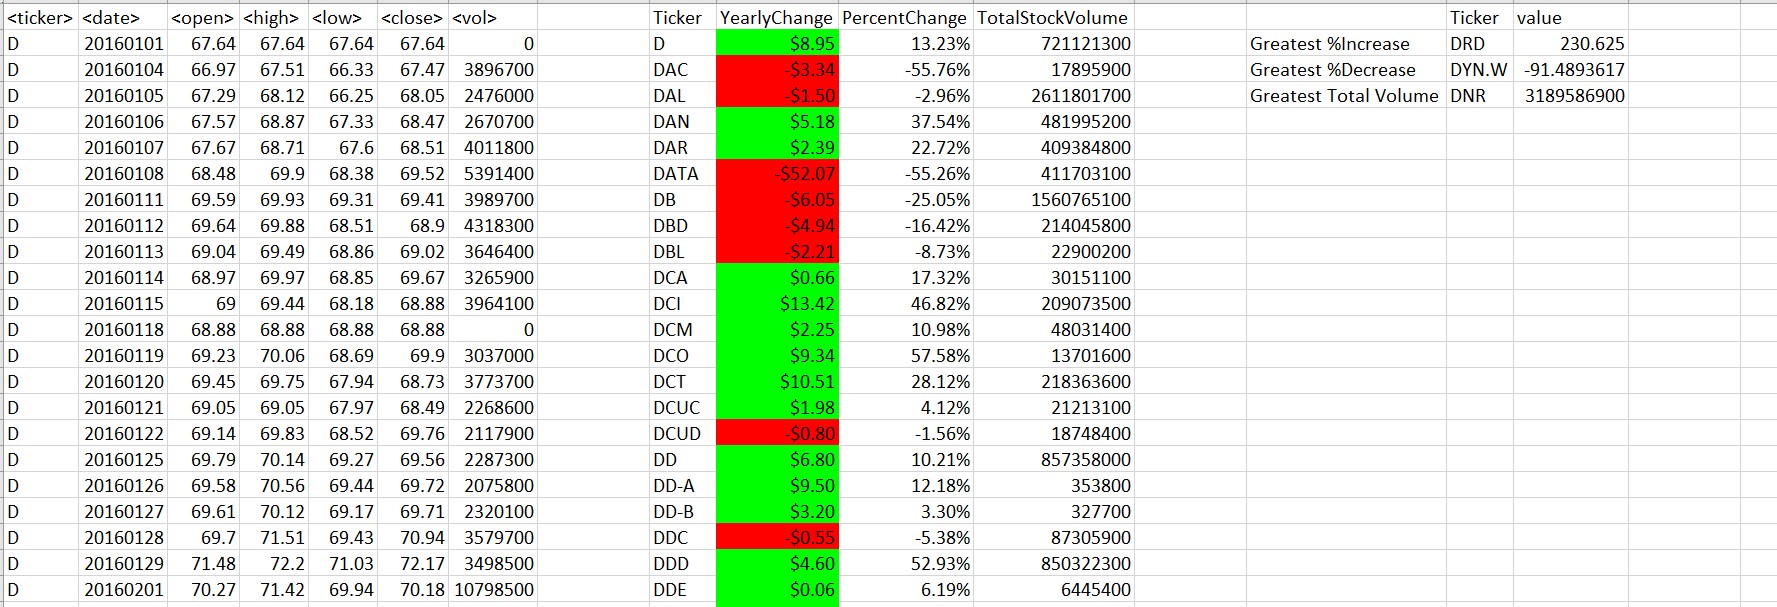 <ticker> <date> <open> <high> <low> <close> <vol> Ticker YearlyChange PercentChange TotalStockVolume Ticker value
D 20160101 67.64 67.64 67.64 67.64 0 D $8.95 13.23% 721121300 Greatest %Increase DRD 230.625
D 20160104 66.97 67.51 66.33 67.47 3896700 DAC -$3.34 -55.76% 17895900 Greatest %Decrease DYN.W -91.4893617
D 20160105 67.29 68.12 66.25 68.05 2476000 DAL -$1.50 -2.96% 2611801700 Greatest Total Volume DNR 3189586900
D 20160106 67.57 68.87 67.33 68.47 2670700 DAN $5.18 37.54% 481995200
D 20160107 67.67 68.71 67.6 68.51 4011800 DAR $2.39 22.72% 409384800
D 20160108 68.48 69.9 68.38 69.52 5391400 DATA -$52.07 -55.26% 411703100
D 20160111 69.59 69.93 69.31 69.41 3989700 DB -$6.05 -25.05% 1560765100
D 20160112 69.64 69.88 68.51 68.9 4318300 DBD -$4.94 -16.42% 214045800
D 20160113 69.04 69.49 68.86 69.02 3646400 DBL -$2.21 -8.73% 22900200
D 20160114 68.97 69.97 68.85 69.67 3265900 DCA $0.66 17.32% 30151100
D 20160115 69 69.44 68.18 68.88 3964100 DCI $13.42 46.82% 209073500
D 20160118 68.88 68.88 68.88 68.88 0 DCM $2.25 10.98% 48031400
D 20160119 69.23 70.06 68.69 69.9 3037000 DCO $9.34 57.58% 13701600
D 20160120 69.45 69.75 67.94 68.73 3773700 DCT $10.51 28.12% 218363600
D 20160121 69.05 69.05 67.97 68.49 2268600 DCUC $1.98 4.12% 21213100
D 20160122 69.14 69.83 68.52 69.76 2117900 DCUD -$0.80 -1.56% 18748400
D 20160125 69.79 70.14 69.27 69.56 2287300 DD $6.80 10.21% 857358000
D 20160126 69.58 70.56 69.44 69.72 2075800 DD-A $9.50 12.18% 353800
D 20160127 69.61 70.12 69.17 69.71 2320100 DD-B $3.20 3.30% 327700
D 20160128 69.7 71.51 69.43 70.94 3579700 DDC -$0.55 -5.38% 87305900
D 20160129 71.48 72.2 71.03 72.17 3498500 DDD $4.60 52.93% 850322300
D 20160201 70.27 71.42 69.94 70.18 10798500 DDE $0.06 6.19% 6445400